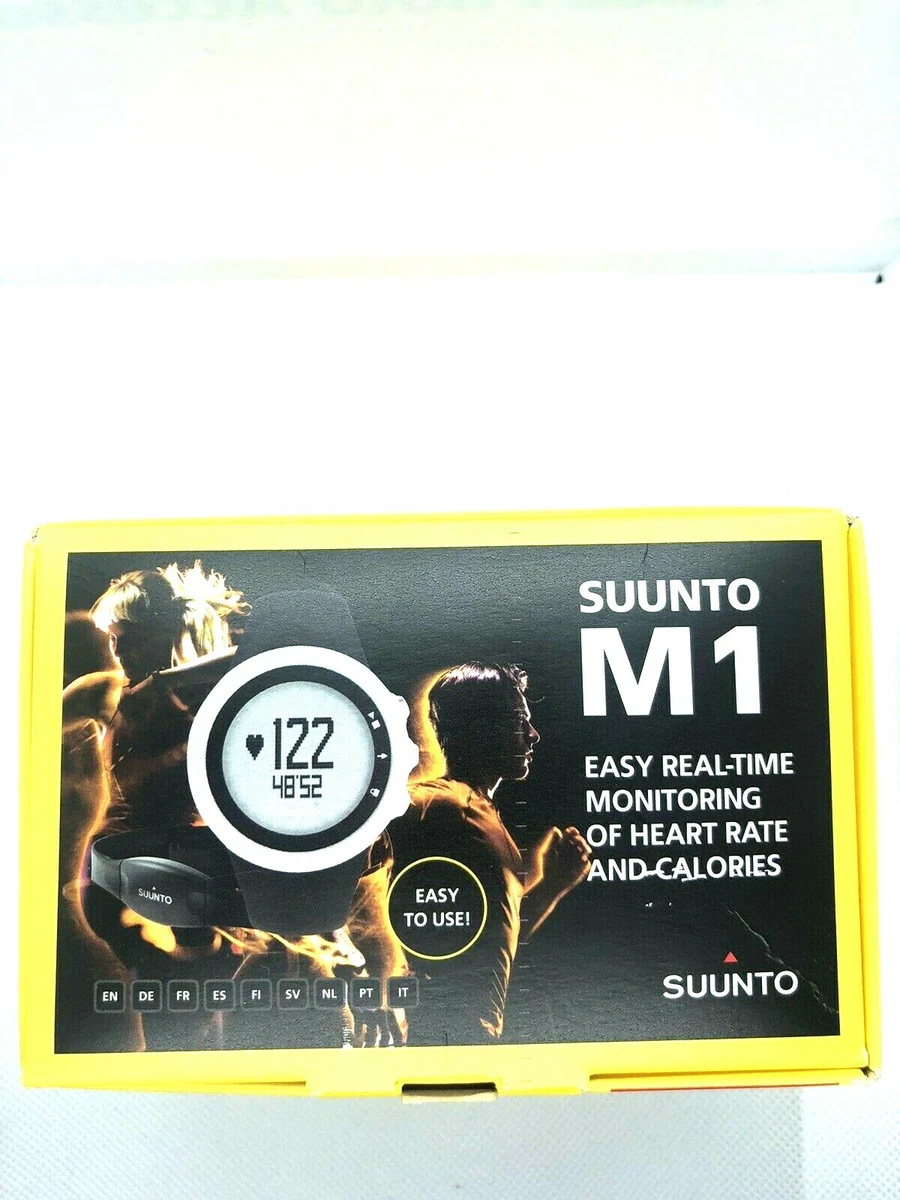 SUUNTO
M1
EASY REAL-TIME
MONITORING
OF HEART RATE
AND CALORIES
122
48'52
SUUNTO
EASY
TO USE!
SUUNTO
EN DE FR ES FI SV NL PT IT